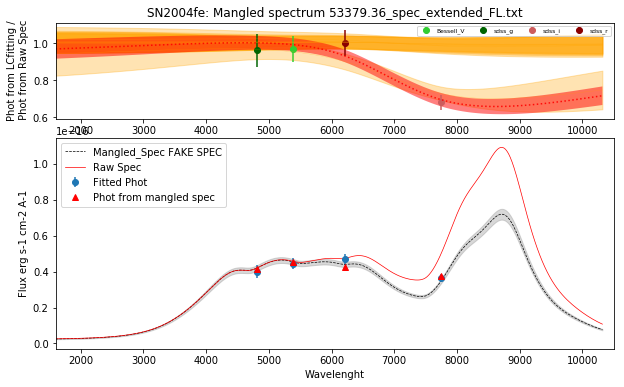 SN2004fe: Mangled spectrum 53379.36_spec_extended_FL.txt
Phot from LCfitting /
Phot from Raw Spec
1.0
0.8
0.6
Bessell_V sdss_g sdss_i sdss_r
2000 3000 4000 5000 6000 7000 8000 9000 10000
1e−16
Flux erg s-1 cm-2 A-1
1.0
0.8
0.6
0.4
0.2
0.0
Mangled_Spec FAKE SPEC
Raw Spec
Fitted Phot
Phot from mangled spec
2000 3000 4000 5000 6000 7000 8000 9000 10000
Wavelenght